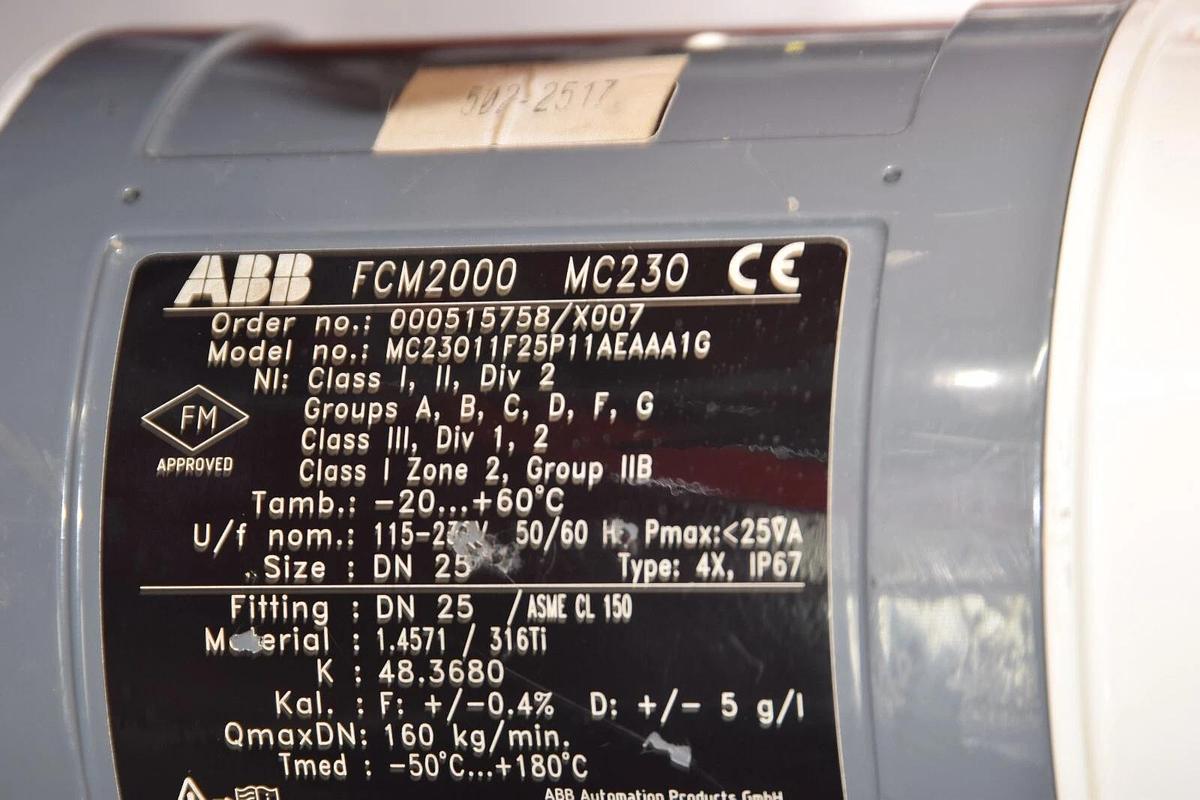 502-2517
ABB FCM2000 MC230 CE
Order no.: 000515758/X007
Model no.: MC23011F25P11AEAAA1G
NI: Class I, II, Div 2
Groups A, B, C, D, F, G
Class III, Div 1, 2
Class I Zone 2, Group IIB
FM
APPROVED
Tamb.: -20...+60°C
U/f nom.: 50/60 Pmax:<25VA
Size : DN 25 Type: 4X, IP67
Fitting : DN 25 /ASME CL 150
Material : 1.4571 / 316Ti
K : 48.3680
Kal. : F: +/-0.4% D: +/- 5 g/l
QmaxDN: 160 kg/min.
Tmed : -50°C...+180°C
ABB Automation Products GmbH